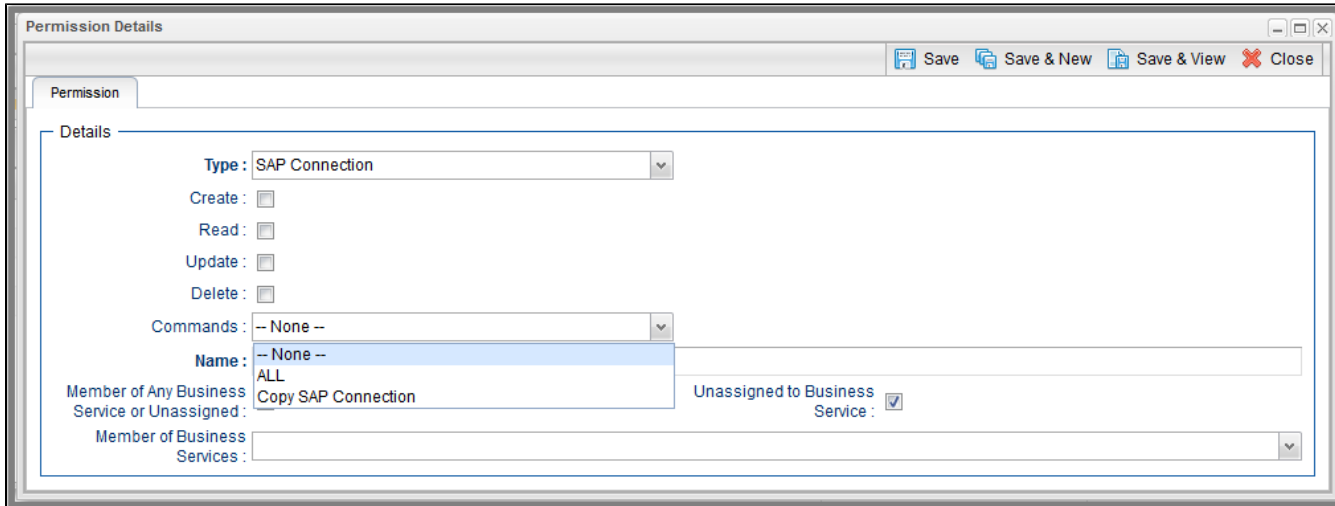 Permission Details
Save Save & New Save & View Close
Permission
Details
Type : SAP Connection
Create :
Read :
Update :
Delete :
Commands : -- None --
Name : -- None --
ALL
Member of Any Business Service or Unassigned : Copy SAP Connection
Unassigned to Business Service :
Member of Business Services :